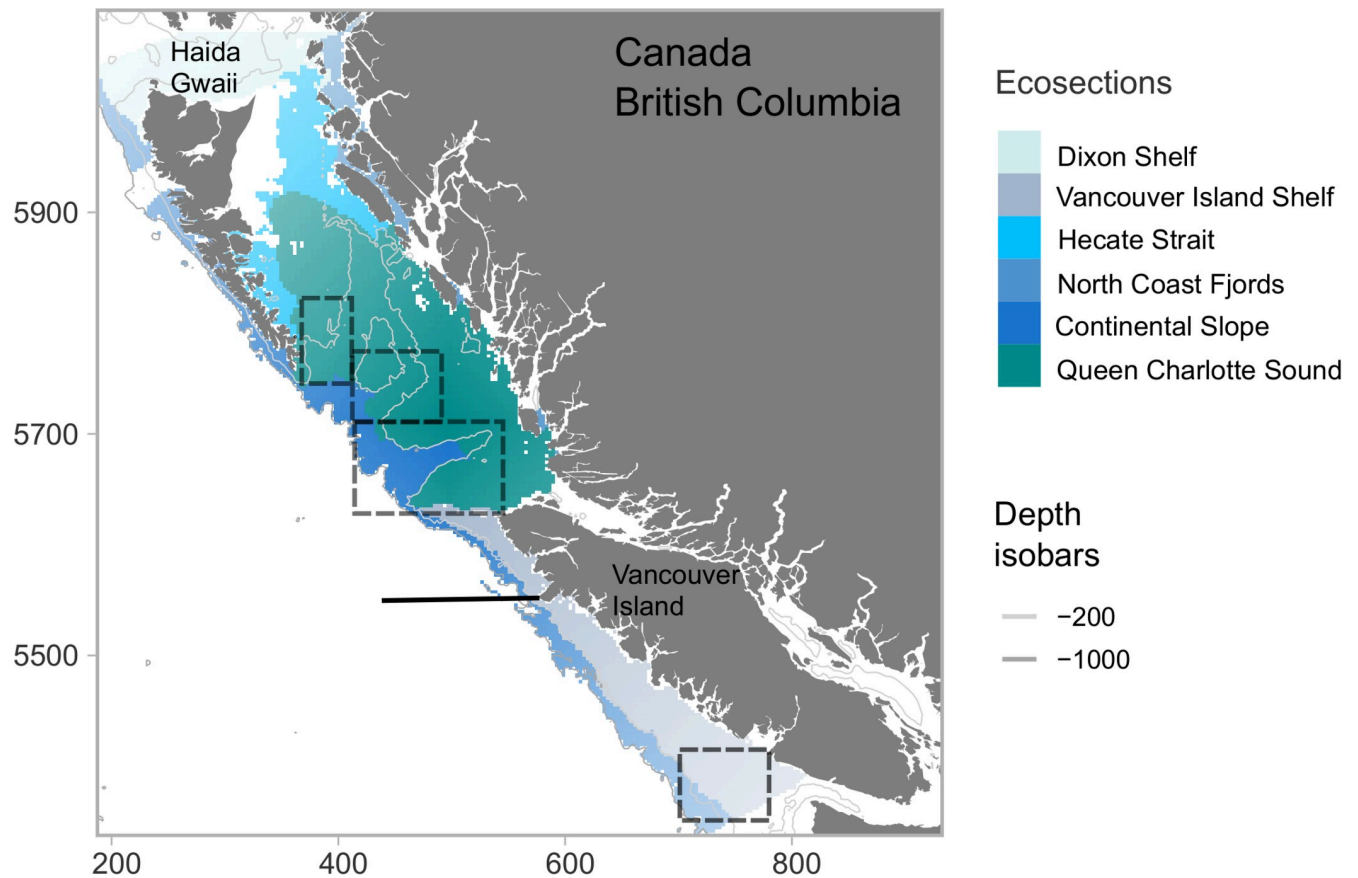 Haida
Gwaii
Canada
British Columbia
Vancouver
Island
5900
5700
5500
200
400
600
800
Ecosections
Dixon Shelf
Vancouver Island Shelf
Hecate Strait
North Coast Fjords
Continental Slope
Queen Charlotte Sound
Depth
isobars
−200
−1000